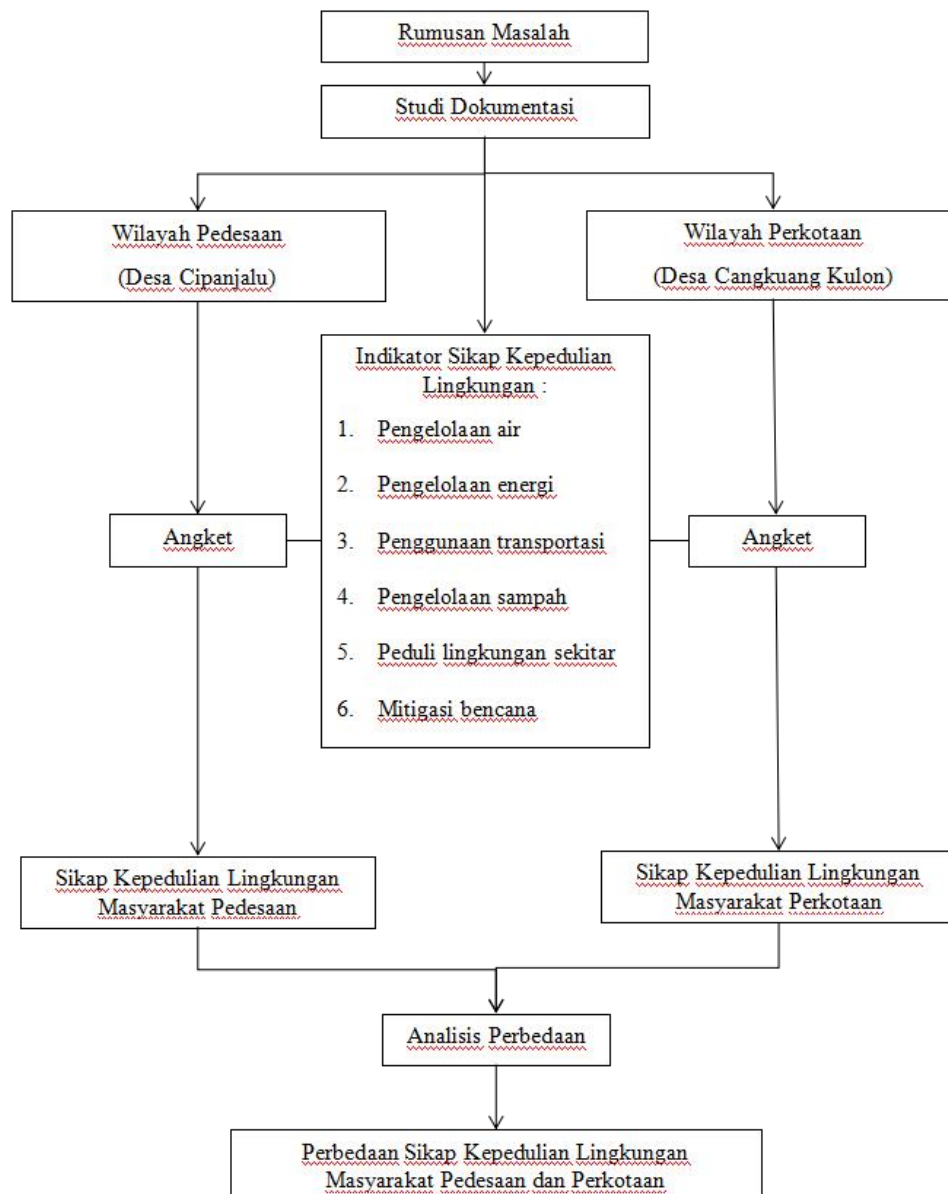 Rumusan Masalah
Studi Dokumentasi
Wilayah Pedesaan
(Desa Cipanjalu)
Wilayah Perkotaan
(Desa Cangkuang Kulon)
Indikator Sikap Kepedulian
Lingkungan :
1. Pengelolaan air
2. Pengelolaan energi
3. Penggunaan transportasi
4. Pengelolaan sampah
5. Peduli lingkungan sekitar
6. Mitigasi bencana
Angket
Angket
Sikap Kepedulian Lingkungan
Masyarakat Pedesaan
Sikap Kepedulian Lingkungan
Masyarakat Perkotaan
Analisis Perbedaan
Perbedaan Sikap Kepedulian Lingkungan
Masyarakat Pedesaan dan Perkotaan